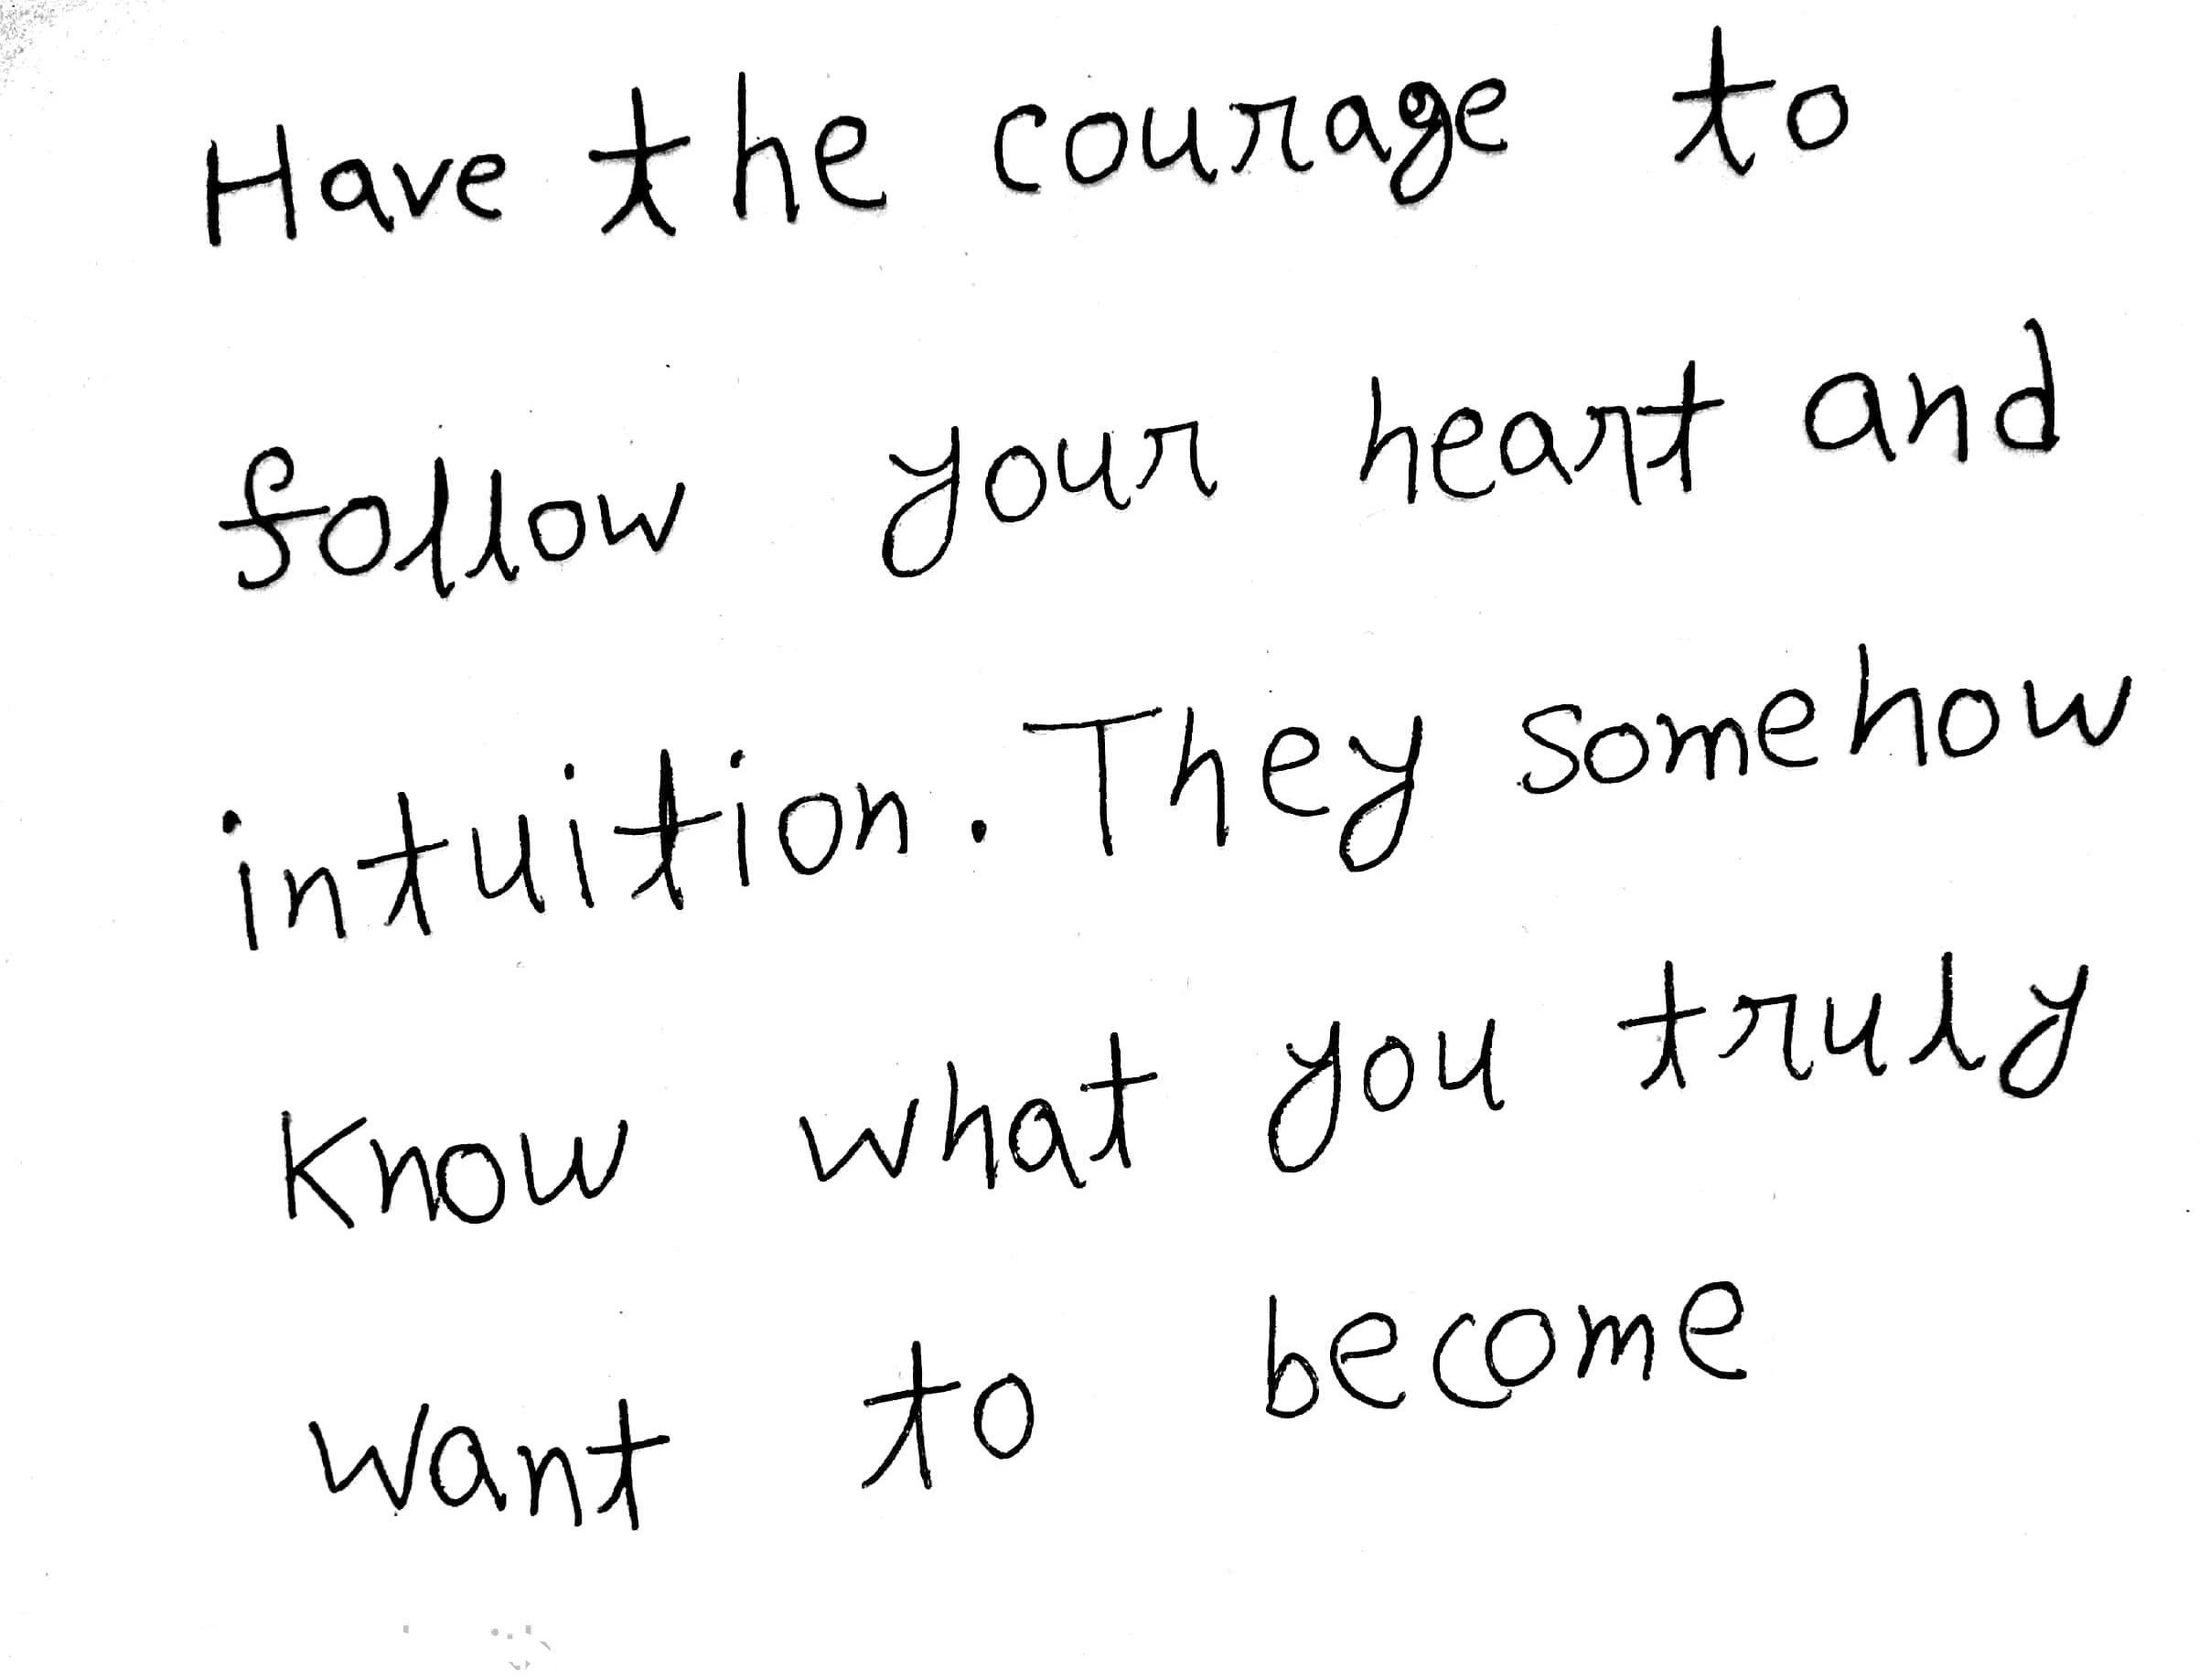 Have the courage to
follow your heart and
intuition. They somehow
know what you truly
want to become